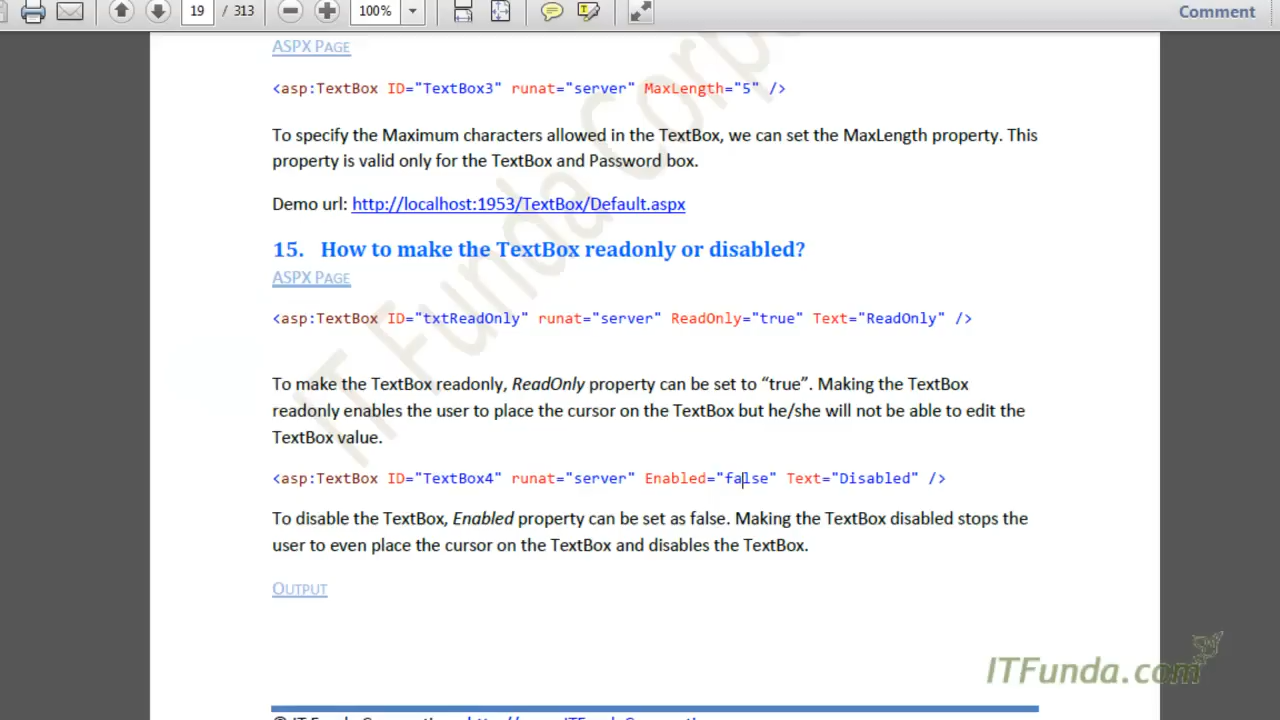 19 / 313
100%
Comment
ASPX PAGE
<asp:TextBox ID="TextBox3" runat="server" MaxLength="5" />
To specify the Maximum characters allowed in the TextBox, we can set the MaxLength property. This
property is valid only for the TextBox and Password box.
Demo url: http://localhost:1953/TextBox/Default.aspx
15. How to make the TextBox readonly or disabled?
ASPX PAGE
<asp:TextBox ID="txtReadOnly" runat="server" ReadOnly="true" Text="ReadOnly" />
To make the TextBox readonly, ReadOnly property can be set to “true”. Making the TextBox
readonly enables the user to place the cursor on the TextBox but he/she will not be able to edit the
TextBox value.
<asp:TextBox ID="TextBox4" runat="server" Enabled="false" Text="Disabled" />
To disable the TextBox, Enabled property can be set as false. Making the TextBox disabled stops the
user to even place the cursor on the TextBox and disables the TextBox.
OUTPUT
IT Funda
ITFunda.com